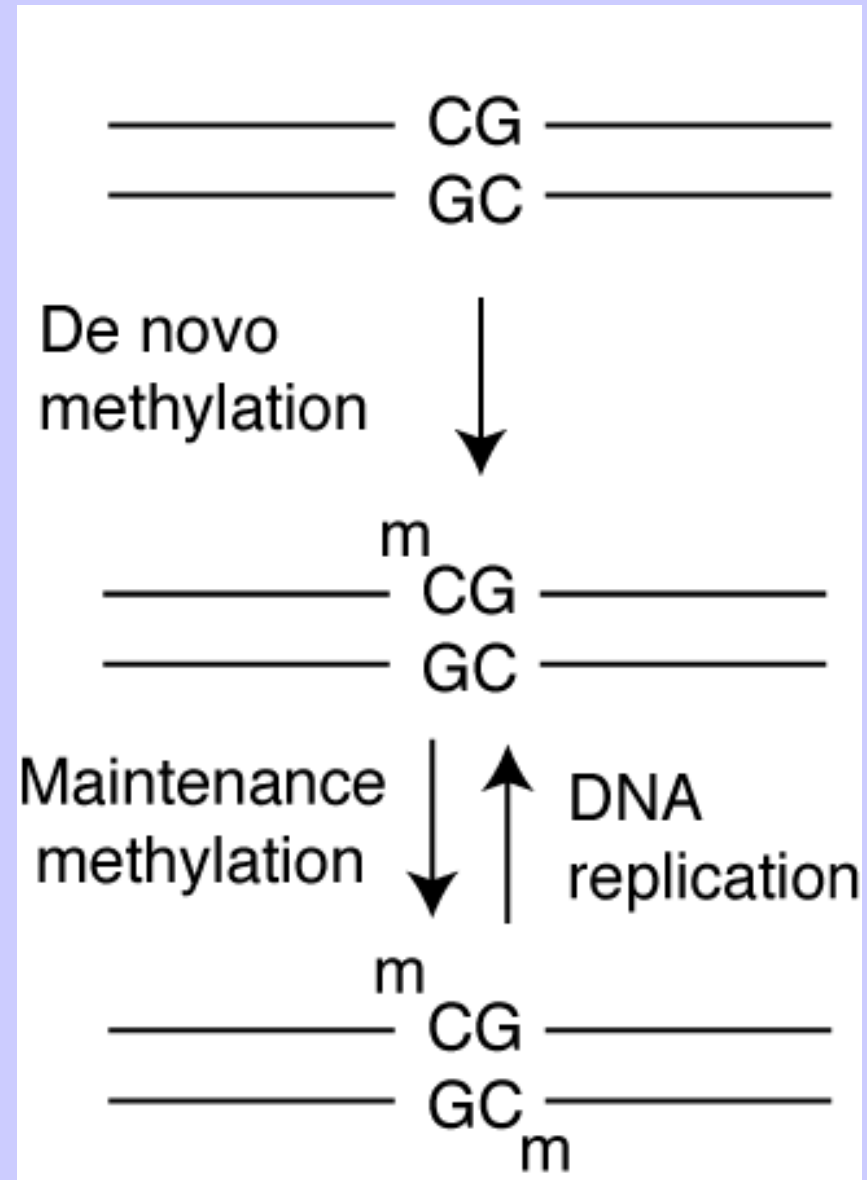 CG
GC
De novo
methylation
m
CG
GC
Maintenance
methylation
DNA
replication
m
CG
GC
m